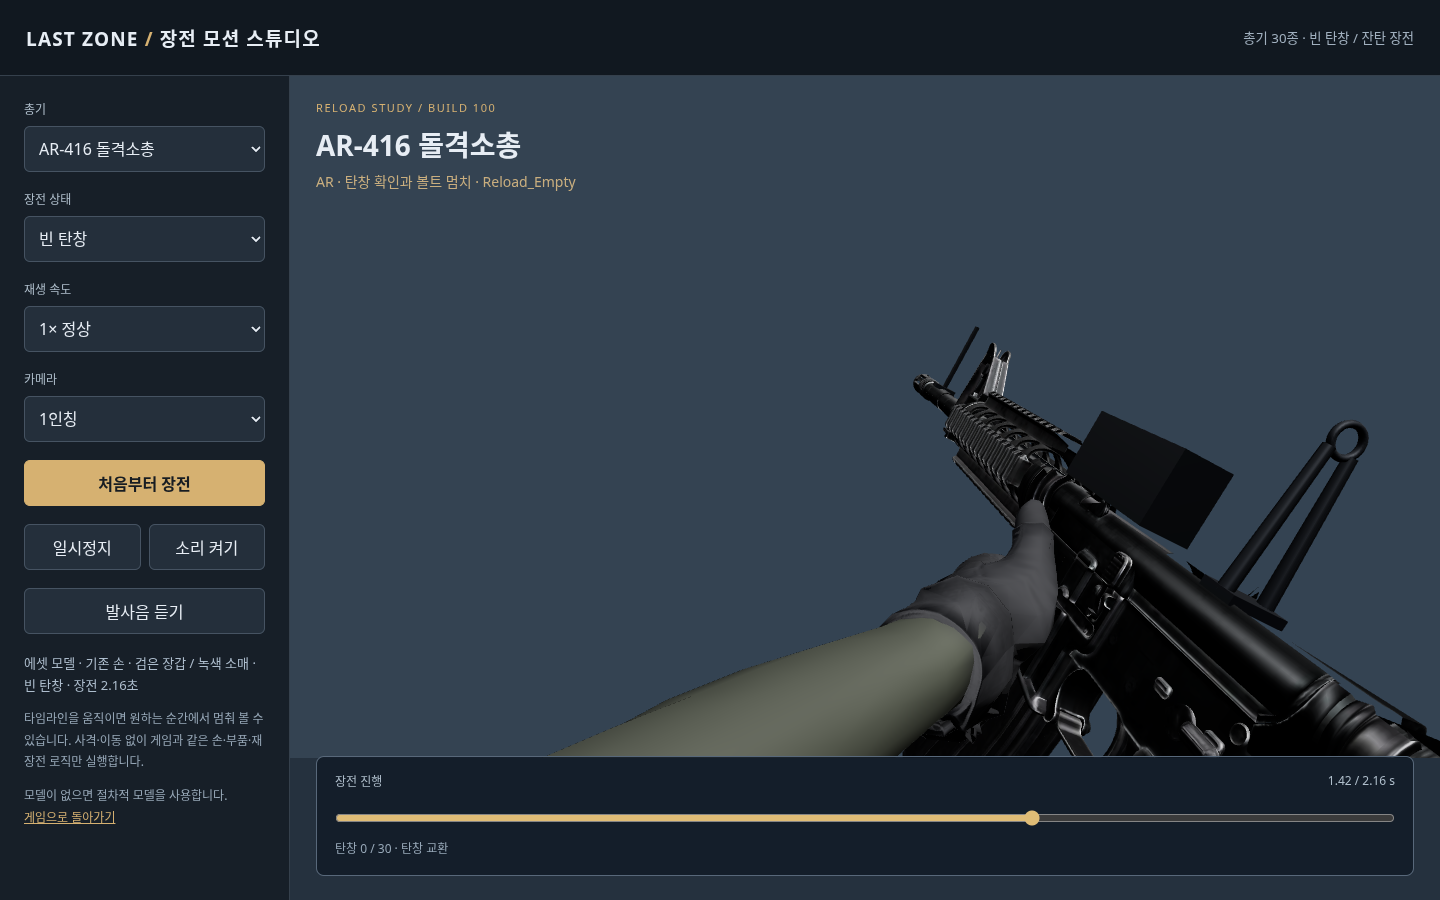 LAST ZONE / 장전 모션 스튜디오
총기 30종 · 빈 탄창 / 잔탄 장전
총기
AR-416 돌격소총
장전 상태
빈 탄창
재생 속도
1× 정상
카메라
1인칭
처음부터 장전
일시정지
소리 켜기
발사음 듣기
에셋 모델 · 기존 손 · 검은 장갑 / 녹색 소매 ·
빈 탄창 · 장전 2.16초
타임라인을 움직이면 원하는 순간에서 멈춰 볼 수
있습니다. 사격·이동 없이 게임과 같은 손·부품·재
장전 로직만 실행합니다.
모델이 없으면 절차적 모델을 사용합니다.
게임으로 돌아가기
RELOAD STUDY / BUILD 100
AR-416 돌격소총
AR · 탄창 확인과 볼트 멈치 · Reload_Empty
장전 진행
1.42 / 2.16 s
탄창 0 / 30 · 탄창 교환